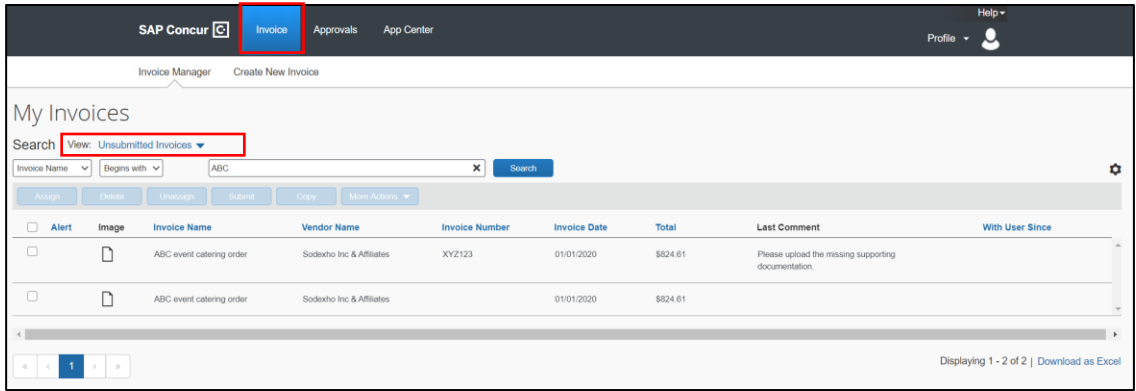 Help
SAP Concur C Invoice Approvals App Center Profile
Invoice Manager Create New Invoice
My Invoices
Search View: Unsubmitted Invoices
Invoice Name Begins with ABC × Search
Assign Delete Unassign Submit Copy More Actions
Alert Image Invoice Name Vendor Name Invoice Number Invoice Date Total Last Comment With User Since
ABC event catering order Sodexho Inc & Affiliates XYZ123 01/01/2020 $824.61 Please upload the missing supporting
documentation.
ABC event catering order Sodexho Inc & Affiliates 01/01/2020 $824.61
« ‹ 1 › »
Displaying 1 - 2 of 2 | Download as Excel